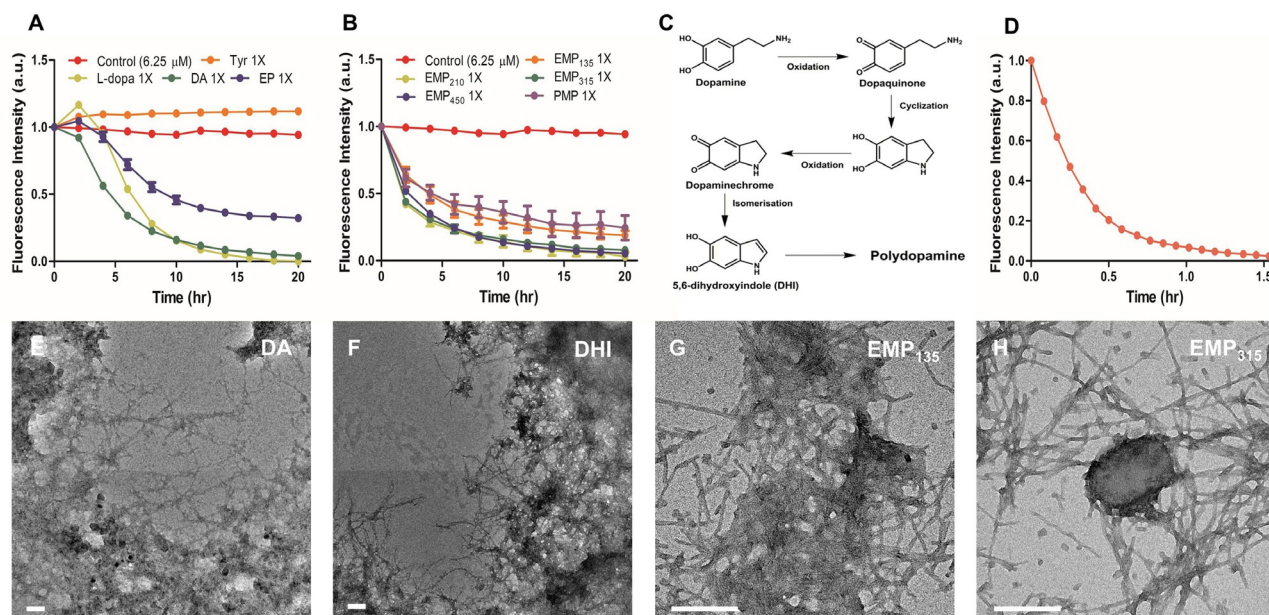 A
Control (6.25 μM) Tyr 1X
L-dopa 1X DA 1X EP 1X
Fluorescence Intensity (a.u.)
1.5
1.0
0.5
0.0
0 5 10 15 20
Time (hr)
B
Control (6.25 μM) EMP135 1X
EMP210 1X EMP315 1X
EMP450 1X PMP 1X
Fluorescence Intensity (a.u.)
1.5
1.0
0.5
0.0
0 5 10 15 20
Time (hr)
C
HO NH2
HO
Dopamine
Oxidation
O NH2
O
Dopaquinone
Cyclization
HO
HO N
H
Oxidation
O
O N
H
Dopaminechrome
Isomerisation
HO
HO N
H
5,6-dihydroxyindole (DHI)
Polydopamine
D
Fluorescence Intensity (a.u.)
1.0
0.8
0.6
0.4
0.2
0.0
0.0 0.5 1.0 1.5
Time (hr)
E DA
F DHI
G EMP135
H EMP315